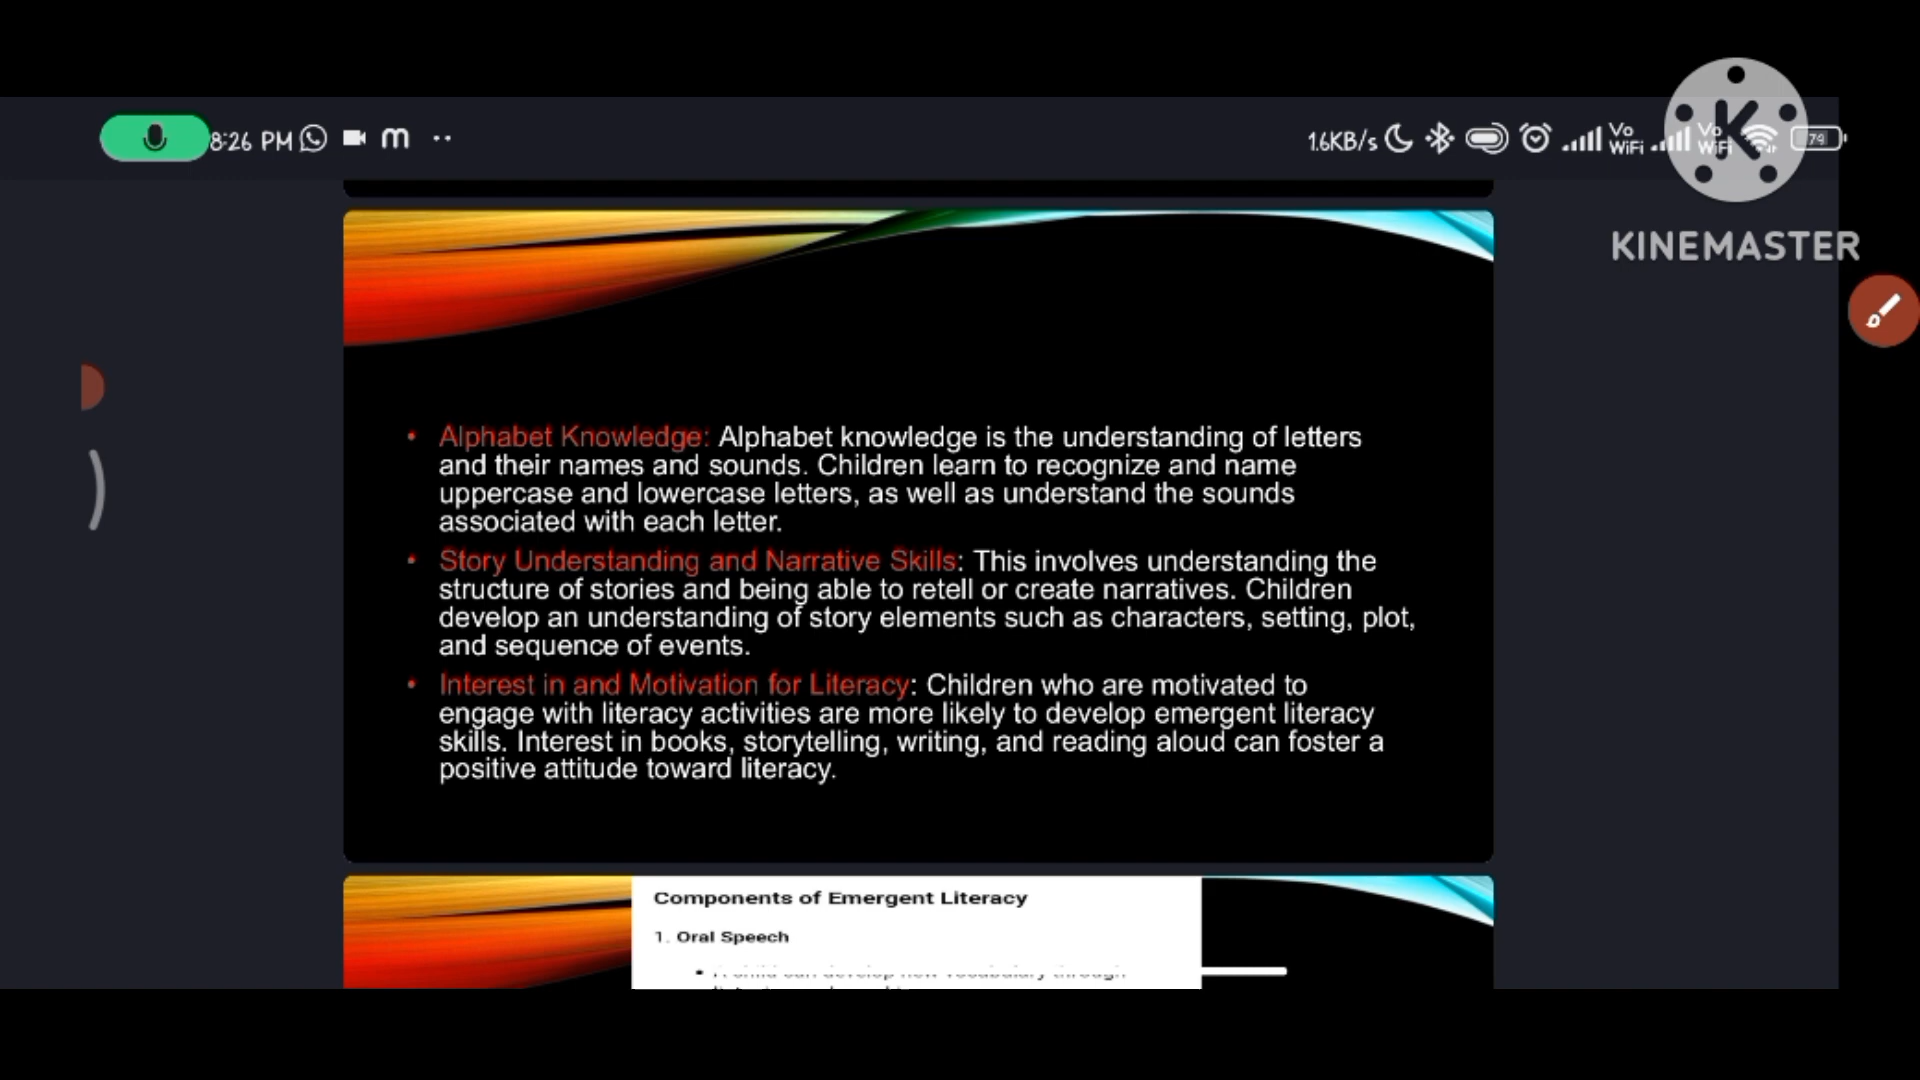 8:26 PM
1.6KB/s Vo WiFi Vo WiFi 79
KINEMASTER
• Alphabet Knowledge: Alphabet knowledge is the understanding of letters
and their names and sounds. Children learn to recognize and name
uppercase and lowercase letters, as well as understand the sounds
associated with each letter.
• Story Understanding and Narrative Skills: This involves understanding the
structure of stories and being able to retell or create narratives. Children
develop an understanding of story elements such as characters, setting, plot,
and sequence of events.
• Interest in and Motivation for Literacy: Children who are motivated to
engage with literacy activities are more likely to develop emergent literacy
skills. Interest in books, storytelling, writing, and reading aloud can foster a
positive attitude toward literacy.
Components of Emergent Literacy
1. Oral Speech